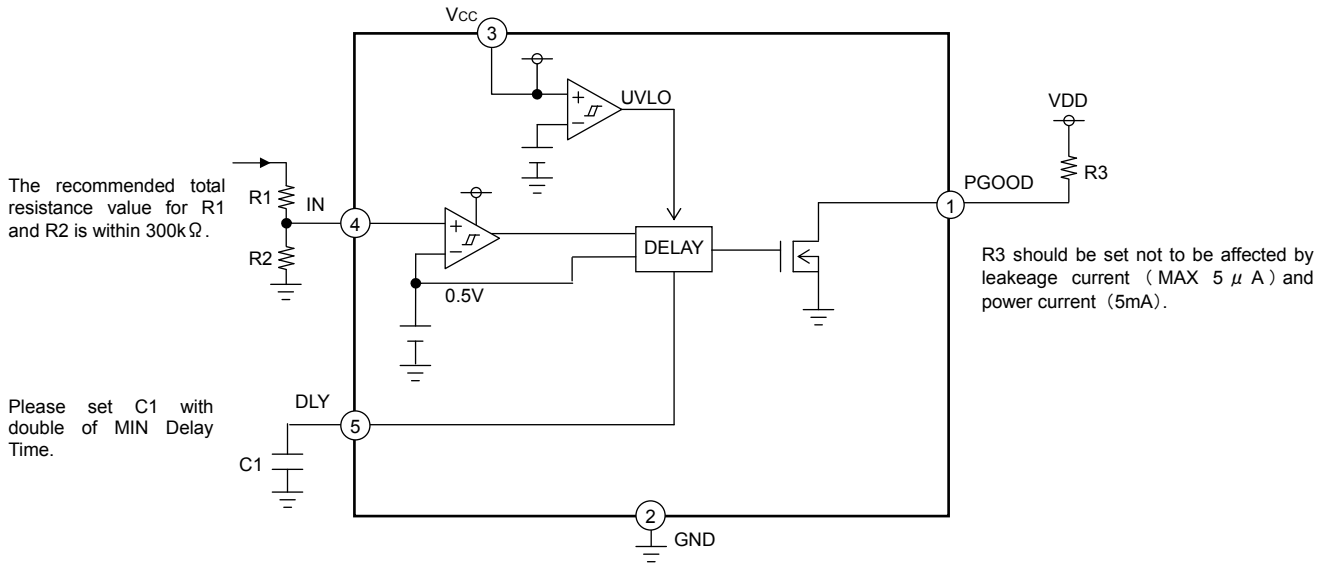 VCC
3
+
−
UVLO
VDD
R3
PGOOD
1
The recommended total
resistance value for R1
and R2 is within 300kΩ.
R1
IN
4
R2
+
−
DELAY
0.5V
R3 should be set not to be affected by
leakeage current （MAX 5 μ A）and
power current （5mA）.
Please set C1 with
double of MIN Delay
Time.
DLY
5
C1
2
GND